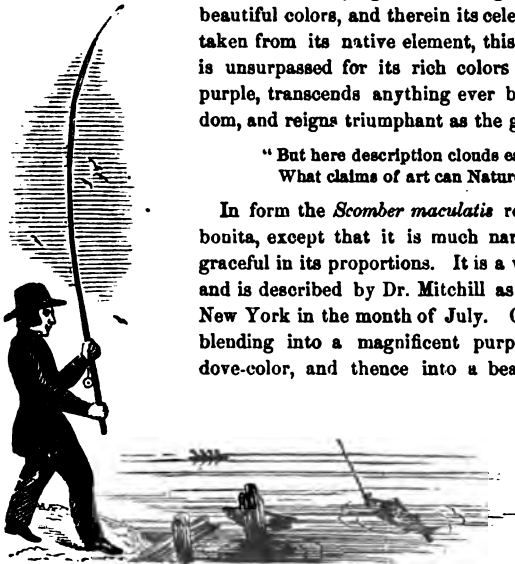 beautiful colors, and therein its cele
taken from its native element, this
is unsurpassed for its rich colors
purple, transcends anything ever b
dom, and reigns triumphant as the g
" But here description clouds ea
What claims of art can Natur
In form the Scomber maculatis re
bonita, except that it is much nar
graceful in its proportions. It is a v
and is described by Dr. Mitchill as
New York in the month of July. C
blending into a magnificent purp
dove-color, and thence into a bea